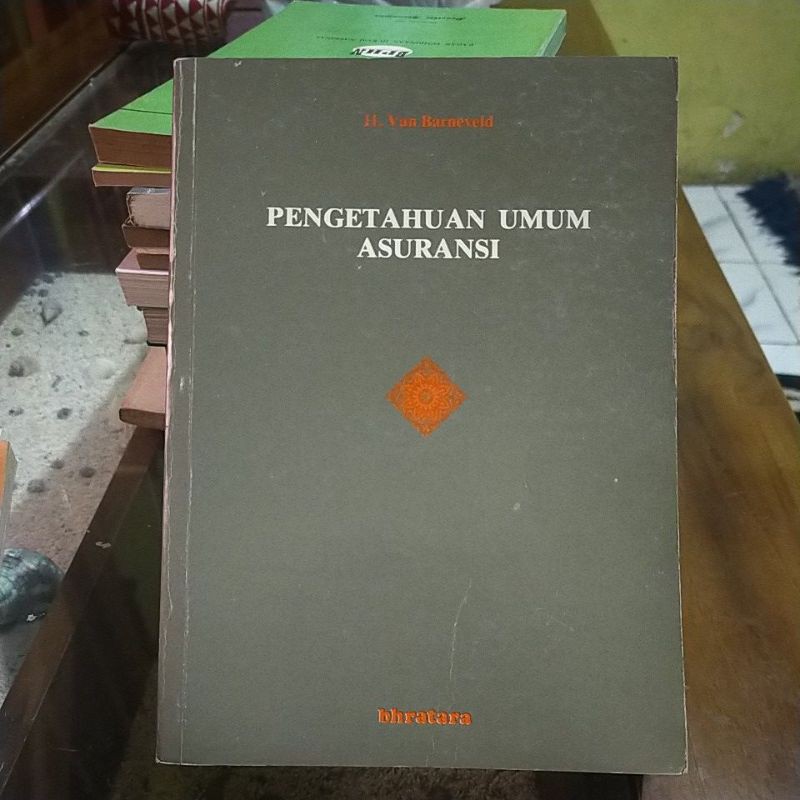 H. Van Barneveld
PENGETAHUAN UMUM
ASURANSI
bhratara